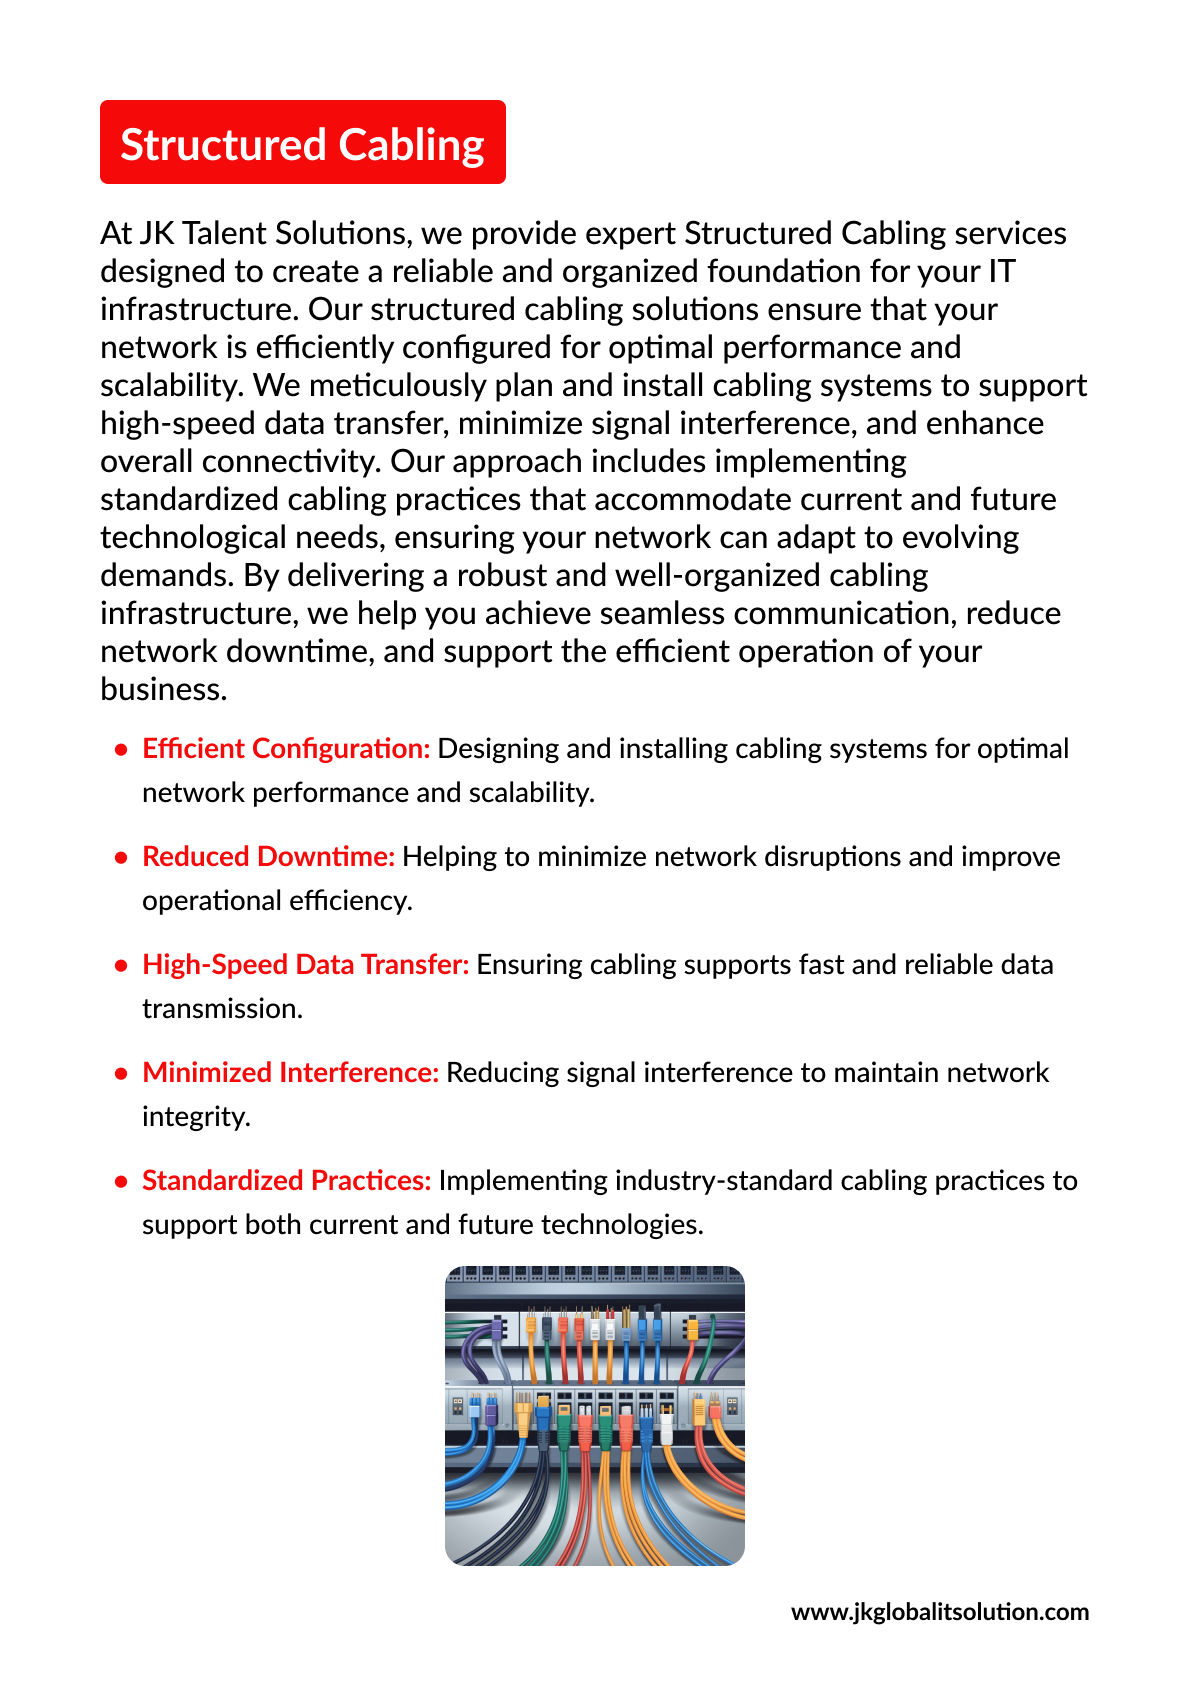 Structured Cabling
At JK Talent Solutions, we provide expert Structured Cabling services
designed to create a reliable and organized foundation for your IT
infrastructure. Our structured cabling solutions ensure that your
network is efficiently configured for optimal performance and
scalability. We meticulously plan and install cabling systems to support
high-speed data transfer, minimize signal interference, and enhance
overall connectivity. Our approach includes implementing
standardized cabling practices that accommodate current and future
technological needs, ensuring your network can adapt to evolving
demands. By delivering a robust and well-organized cabling
infrastructure, we help you achieve seamless communication, reduce
network downtime, and support the efficient operation of your
business.
● Efficient Configuration: Designing and installing cabling systems for optimal
network performance and scalability.
● Reduced Downtime: Helping to minimize network disruptions and improve
operational efficiency.
● High-Speed Data Transfer: Ensuring cabling supports fast and reliable data
transmission.
● Minimized Interference: Reducing signal interference to maintain network
integrity.
● Standardized Practices: Implementing industry-standard cabling practices to
support both current and future technologies.
www.jkglobalitsolution.com